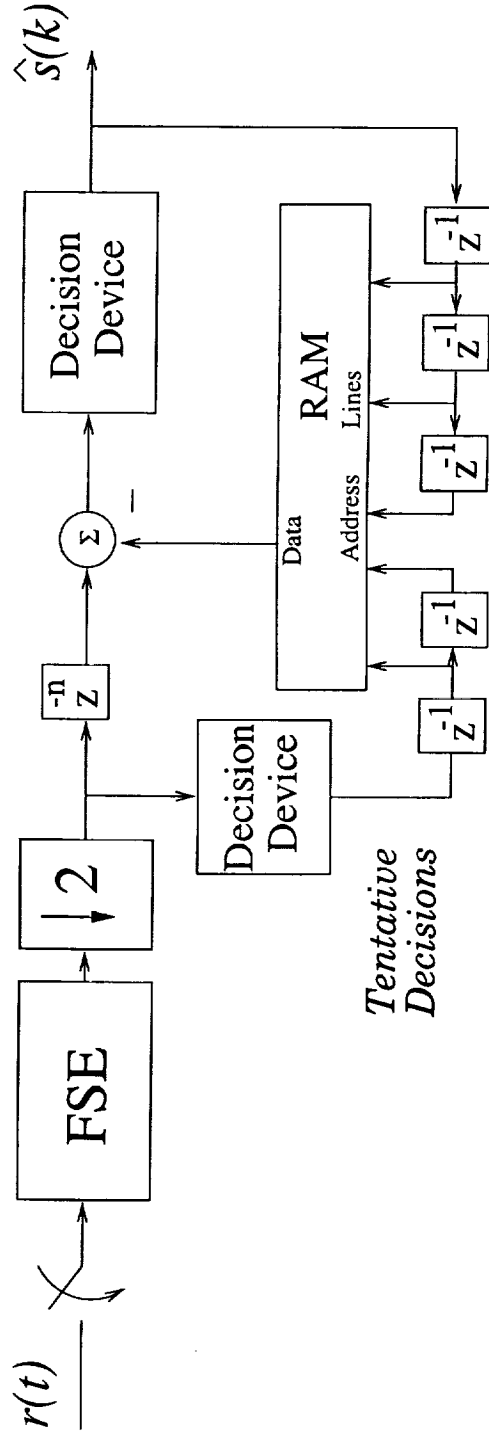 r(t)
FSE
↓ 2
z^-n
Σ
−
Decision
Device
ŝ(k)
Decision
Device
Tentative
Decisions
Data
RAM
Address Lines
z^-1
z^-1
z^-1
z^-1
z^-1